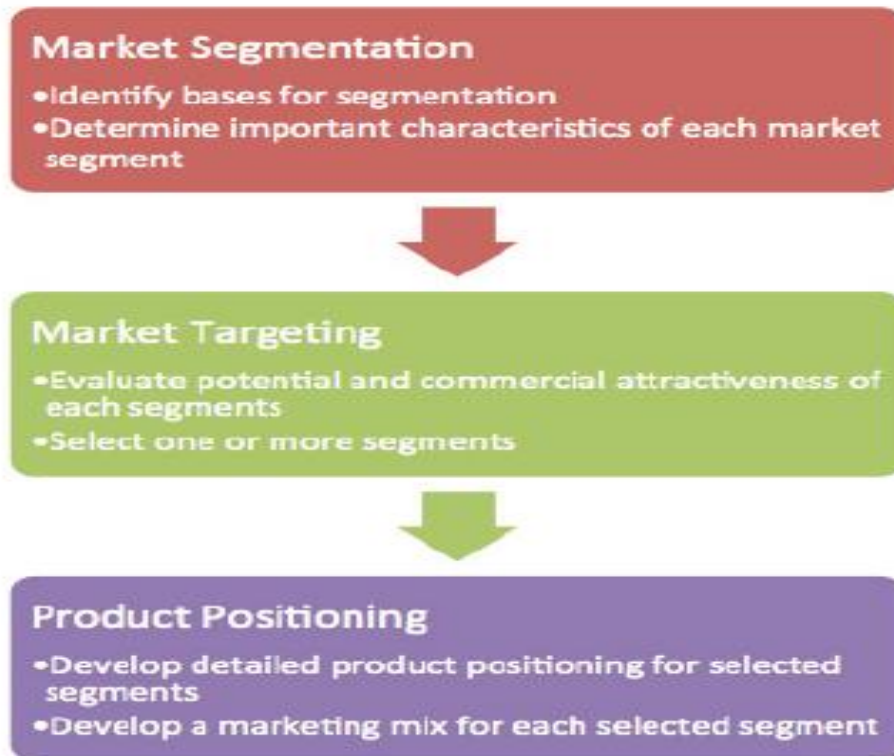 Market Segmentation
•Identify bases for segmentation
•Determine important characteristics of each market
segment
Market Targeting
•Evaluate potential and commercial attractiveness of
each segments
•Select one or more segments
Product Positioning
•Develop detailed product positioning for selected
segments
•Develop a marketing mix for each selected segment